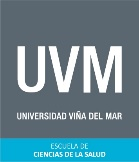 UVM
UNIVERSIDAD VIÑA DEL MAR
ESCUELA DE
CIENCIAS DE LA SALUD